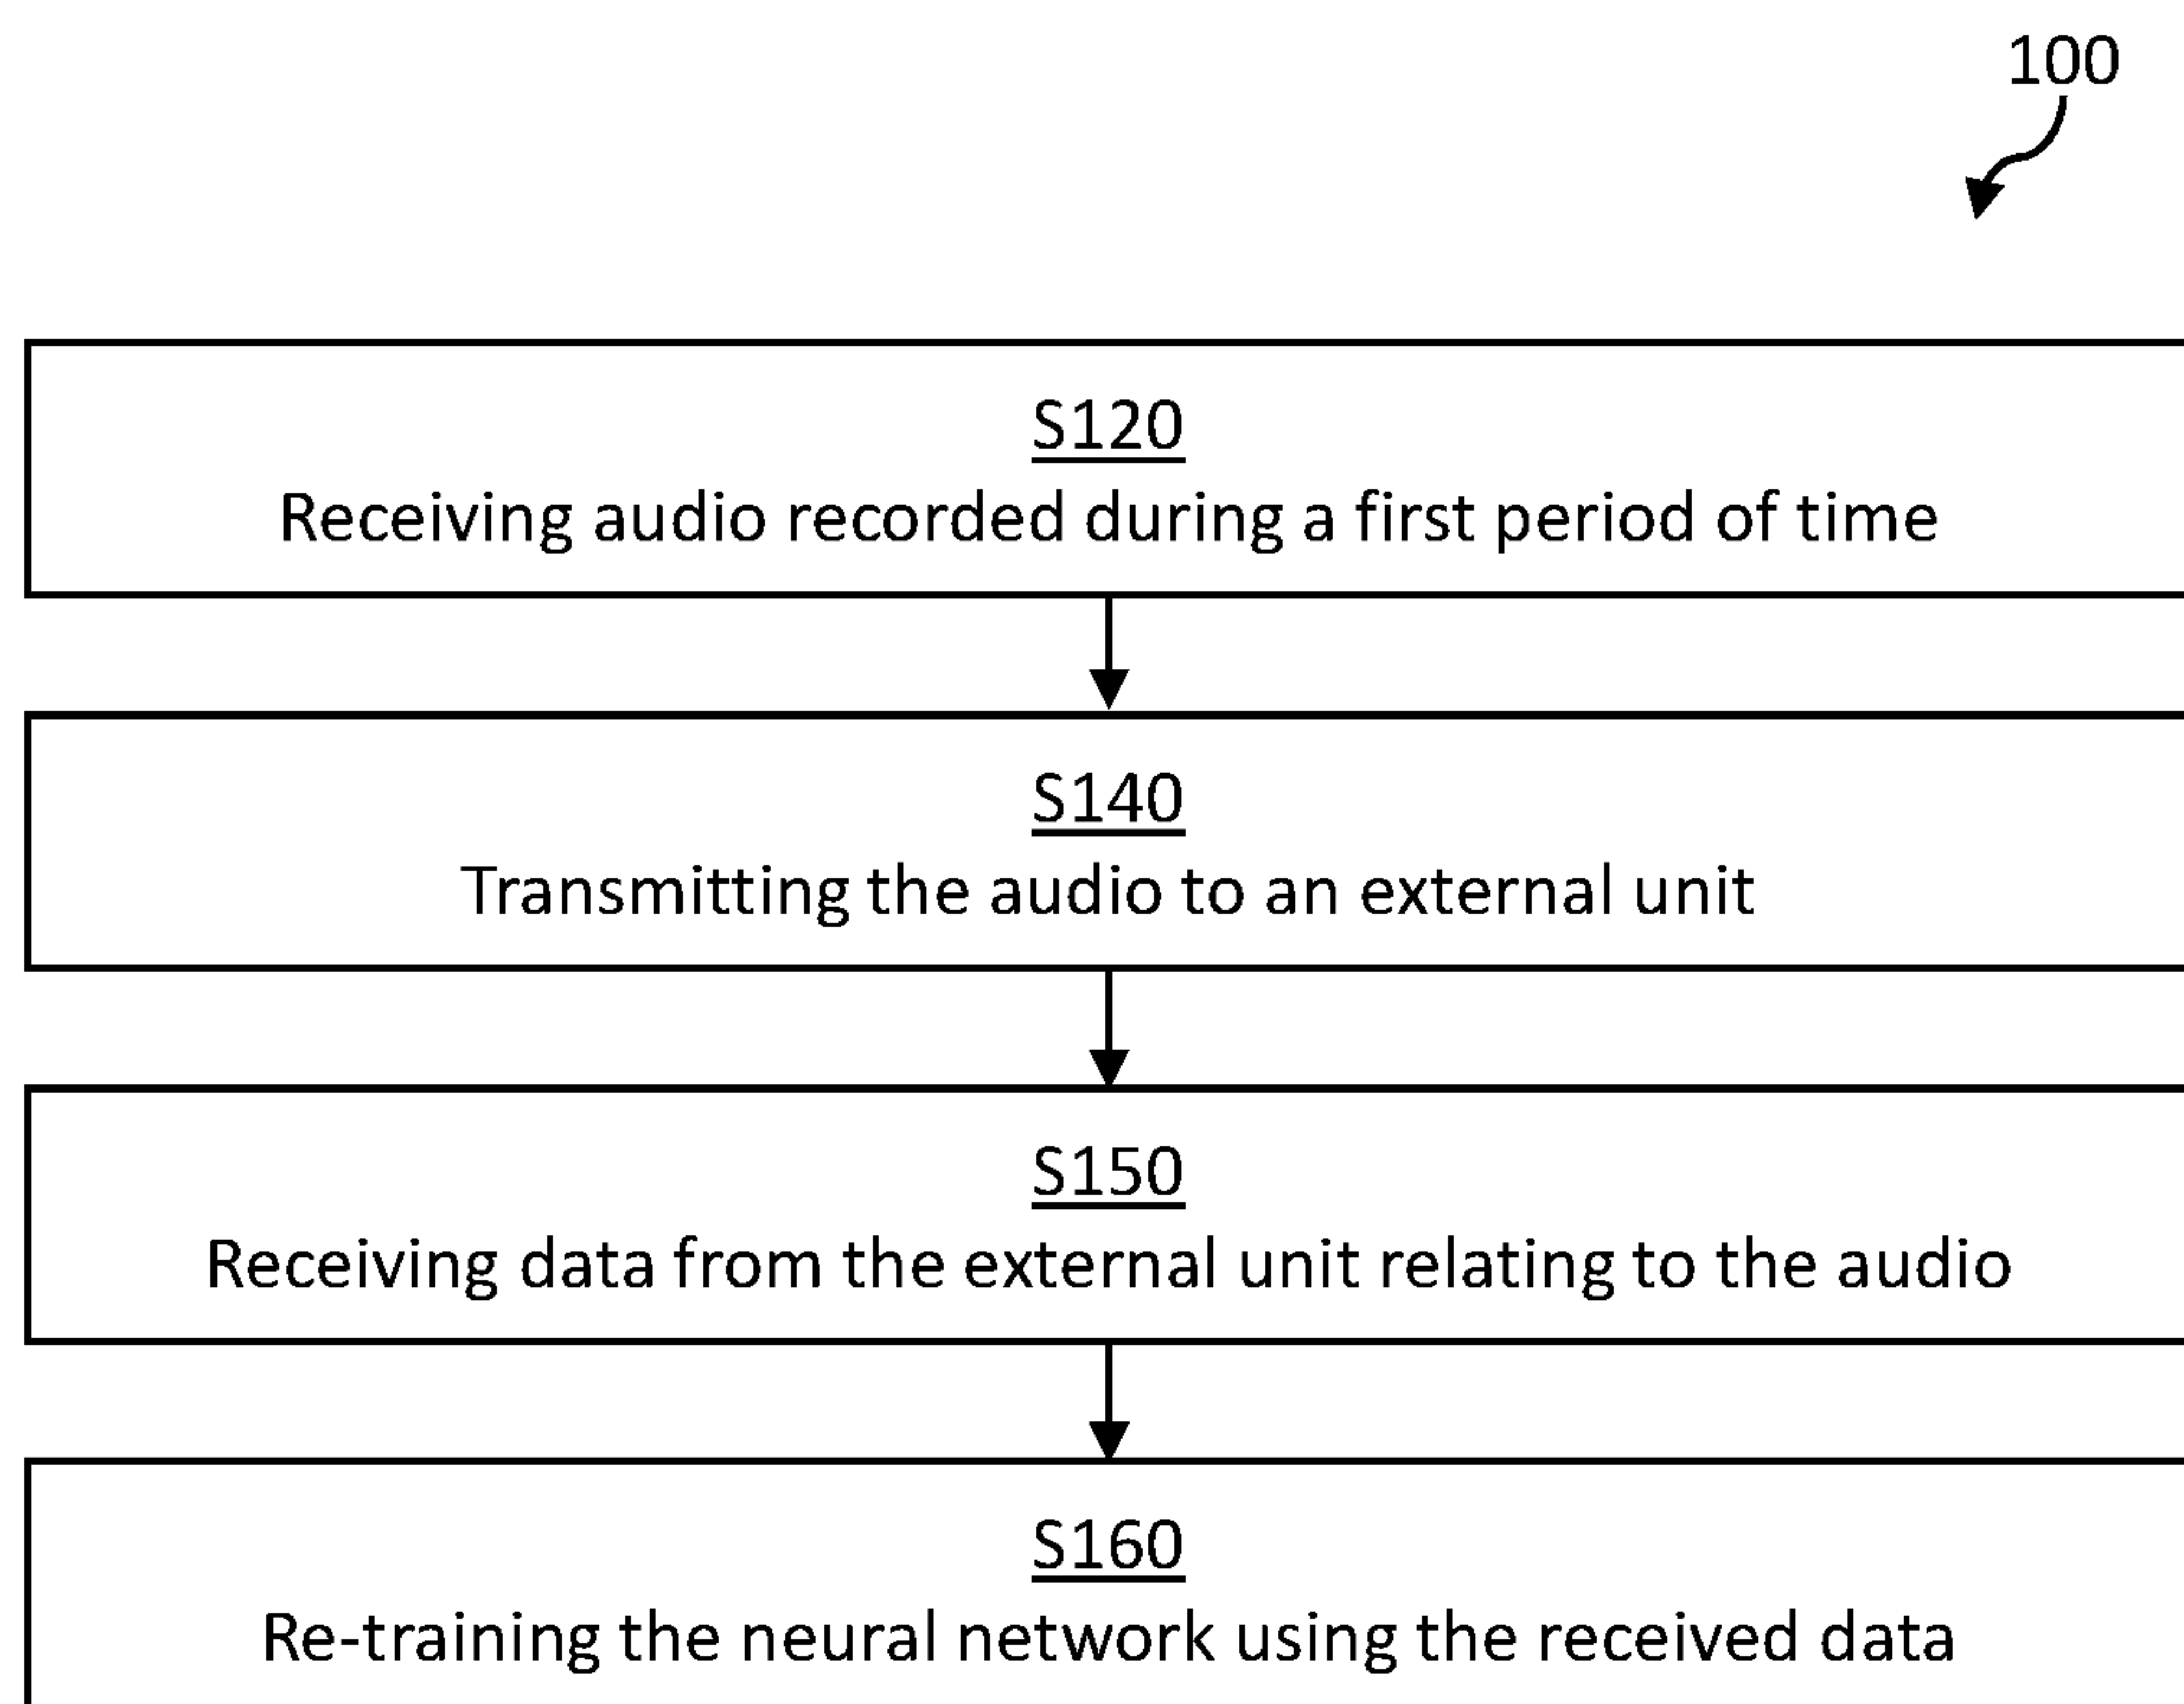 100
S120
Receiving audio recorded during a first period of time
S140
Transmitting the audio to an external unit
S150
Receiving data from the external unit relating to the audio
S160
Re-training the neural network using the received data